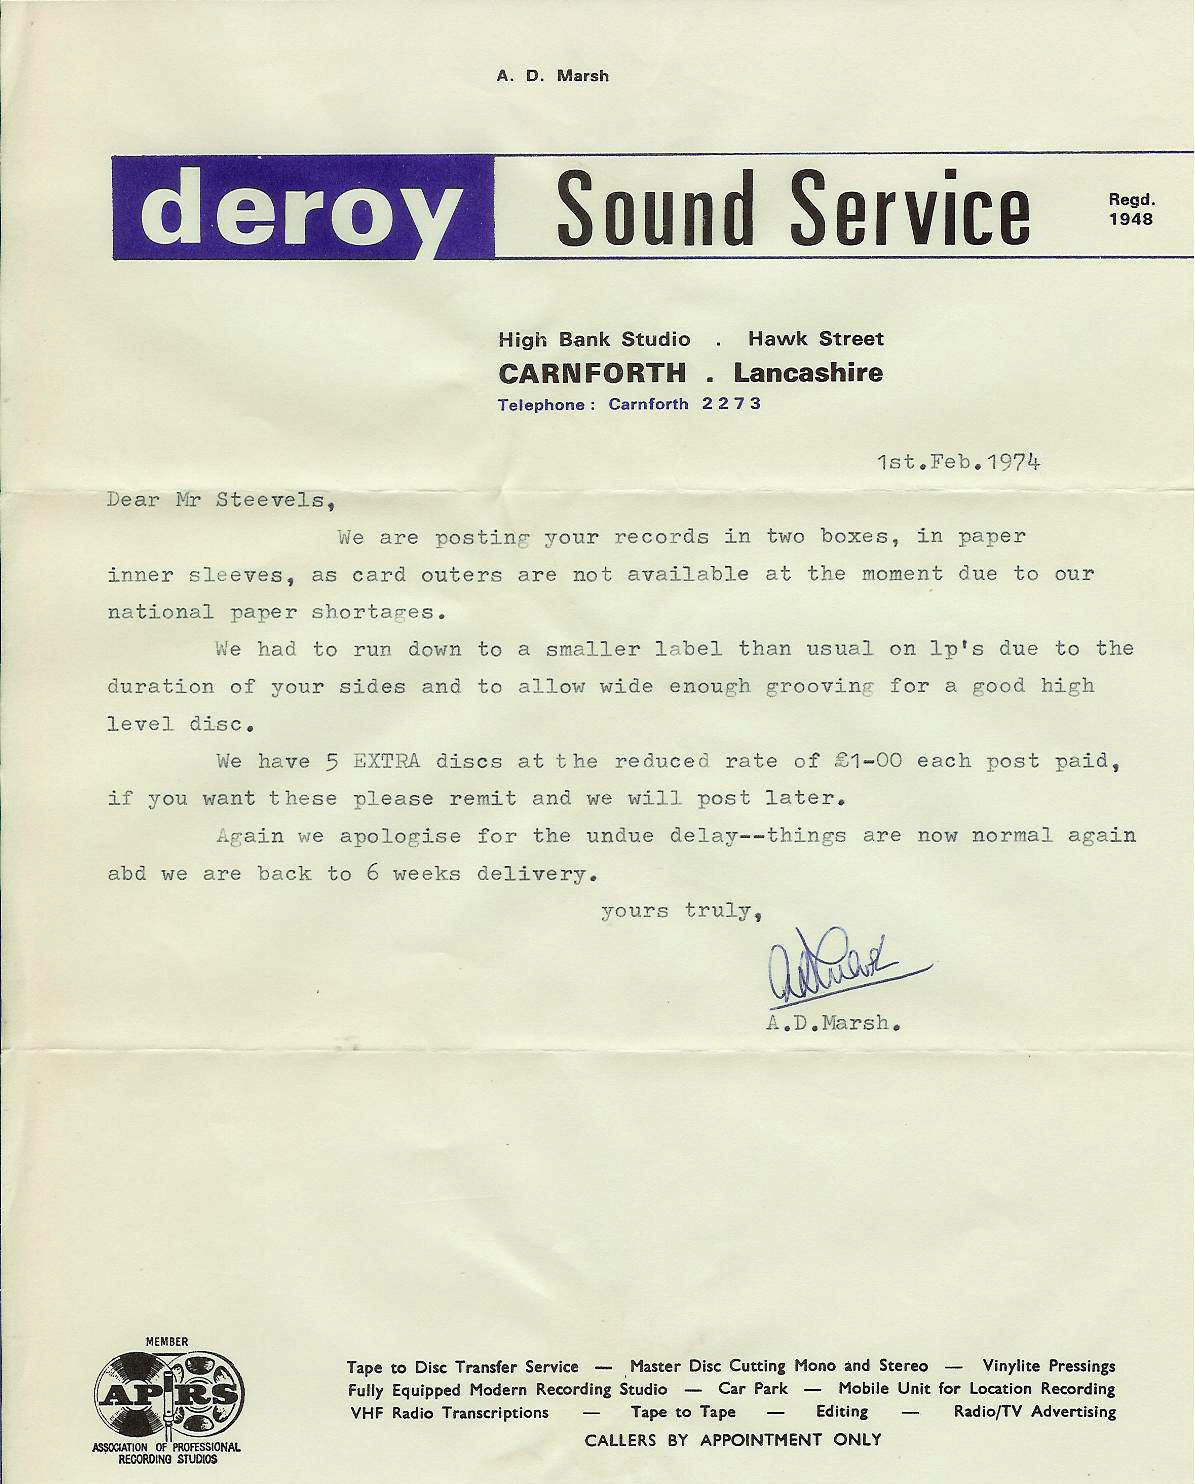 A. D. Marsh
deroy Sound Service
Regd.
1948
High Bank Studio . Hawk Street
CARNFORTH . Lancashire
Telephone : Carnforth 2273
1st.Feb.1974
Dear Mr Steevels,
We are posting your records in two boxes, in paper
inner sleeves, as card outers are not available at the moment due to our
national paper shortages.
We had to run down to a smaller label than usual on lp's due to the
duration of your sides and to allow wide enough grooving for a good high
level disc.
We have 5 EXTRA discs at the reduced rate of £1-00 each post paid,
if you want these please remit and we will post later.
Again we apologise for the undue delay--things are now normal again
abd we are back to 6 weeks delivery.
yours truly,
ADMarsh
A.D.Marsh.
MEMBER
APRS
ASSOCIATION OF PROFESSIONAL
RECORDING STUDIOS
Tape to Disc Transfer Service — Master Disc Cutting Mono and Stereo — Vinylite Pressings
Fully Equipped Modern Recording Studio — Car Park — Mobile Unit for Location Recording
VHF Radio Transcriptions — Tape to Tape — Editing — Radio/TV Advertising
CALLERS BY APPOINTMENT ONLY